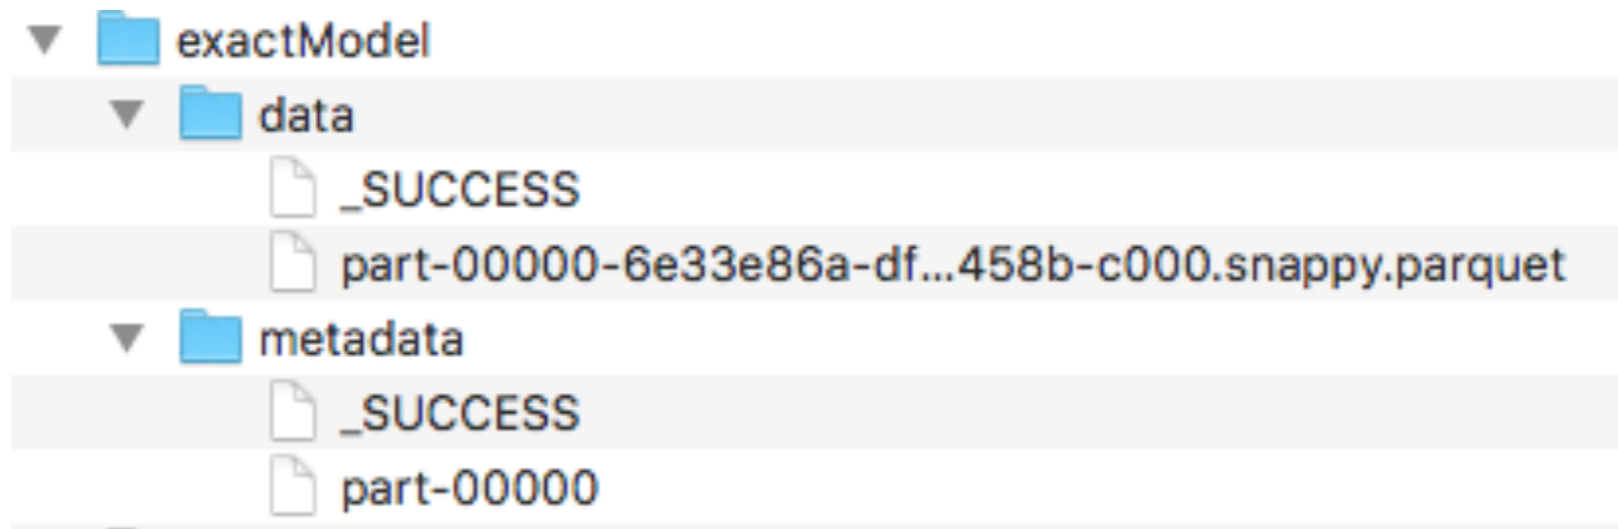 exactModel
data
_SUCCESS
part-00000-6e33e86a-df...458b-c000.snappy.parquet
metadata
_SUCCESS
part-00000